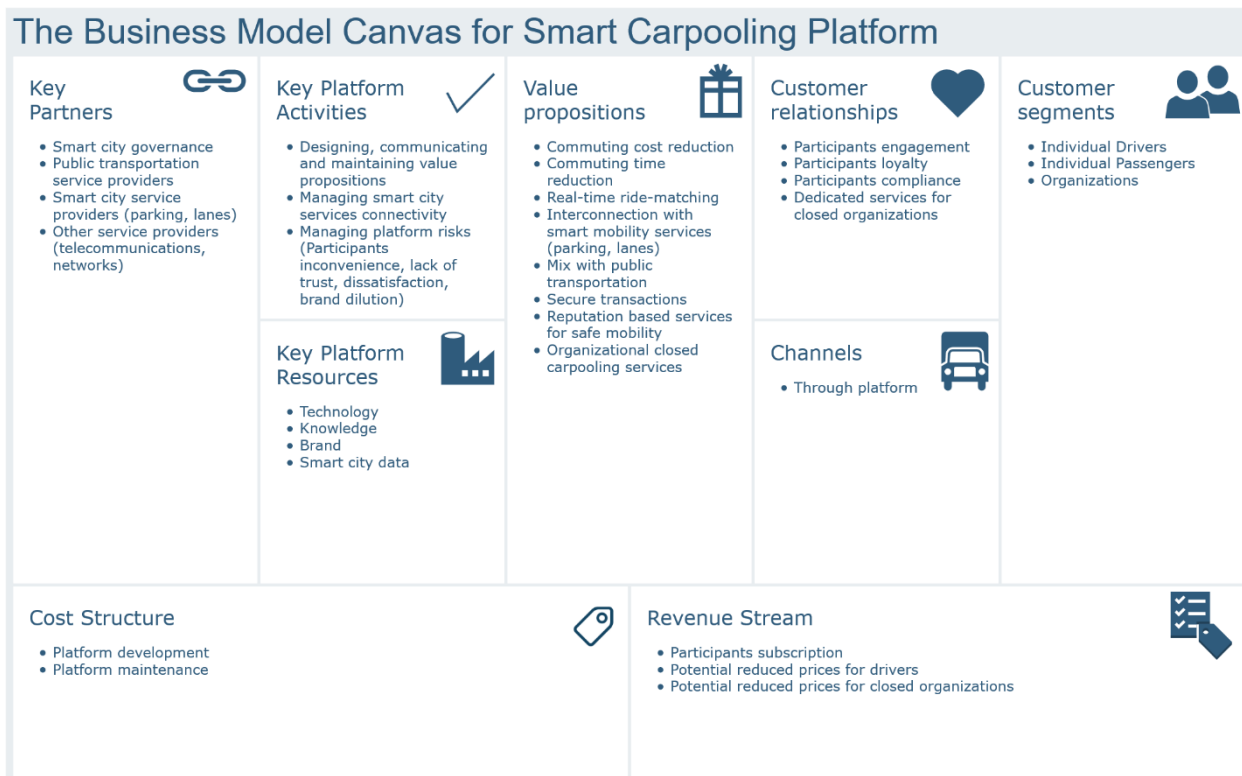 The Business Model Canvas for Smart Carpooling Platform
Key
Partners
• Smart city governance
• Public transportation
service providers
• Smart city service
providers (parking, lanes)
• Other service providers
(telecommunications,
networks)
Key Platform
Activities
• Designing, communicating
and maintaining value
propositions
• Managing smart city
services connectivity
• Managing platform risks
(Participants
inconvenience, lack of
trust, dissatisfaction,
brand dilution)
Key Platform
Resources
• Technology
• Knowledge
• Brand
• Smart city data
Value
propositions
• Commuting cost reduction
• Commuting time
reduction
• Real-time ride-matching
• Interconnection with
smart mobility services
(parking, lanes)
• Mix with public
transportation
• Secure transactions
• Reputation based services
for safe mobility
• Organizational closed
carpooling services
Customer
relationships
• Participants engagement
• Participants loyalty
• Participants compliance
• Dedicated services for
closed organizations
Channels
• Through platform
Customer
segments
• Individual Drivers
• Individual Passengers
• Organizations
Cost Structure
• Platform development
• Platform maintenance
Revenue Stream
• Participants subscription
• Potential reduced prices for drivers
• Potential reduced prices for closed organizations